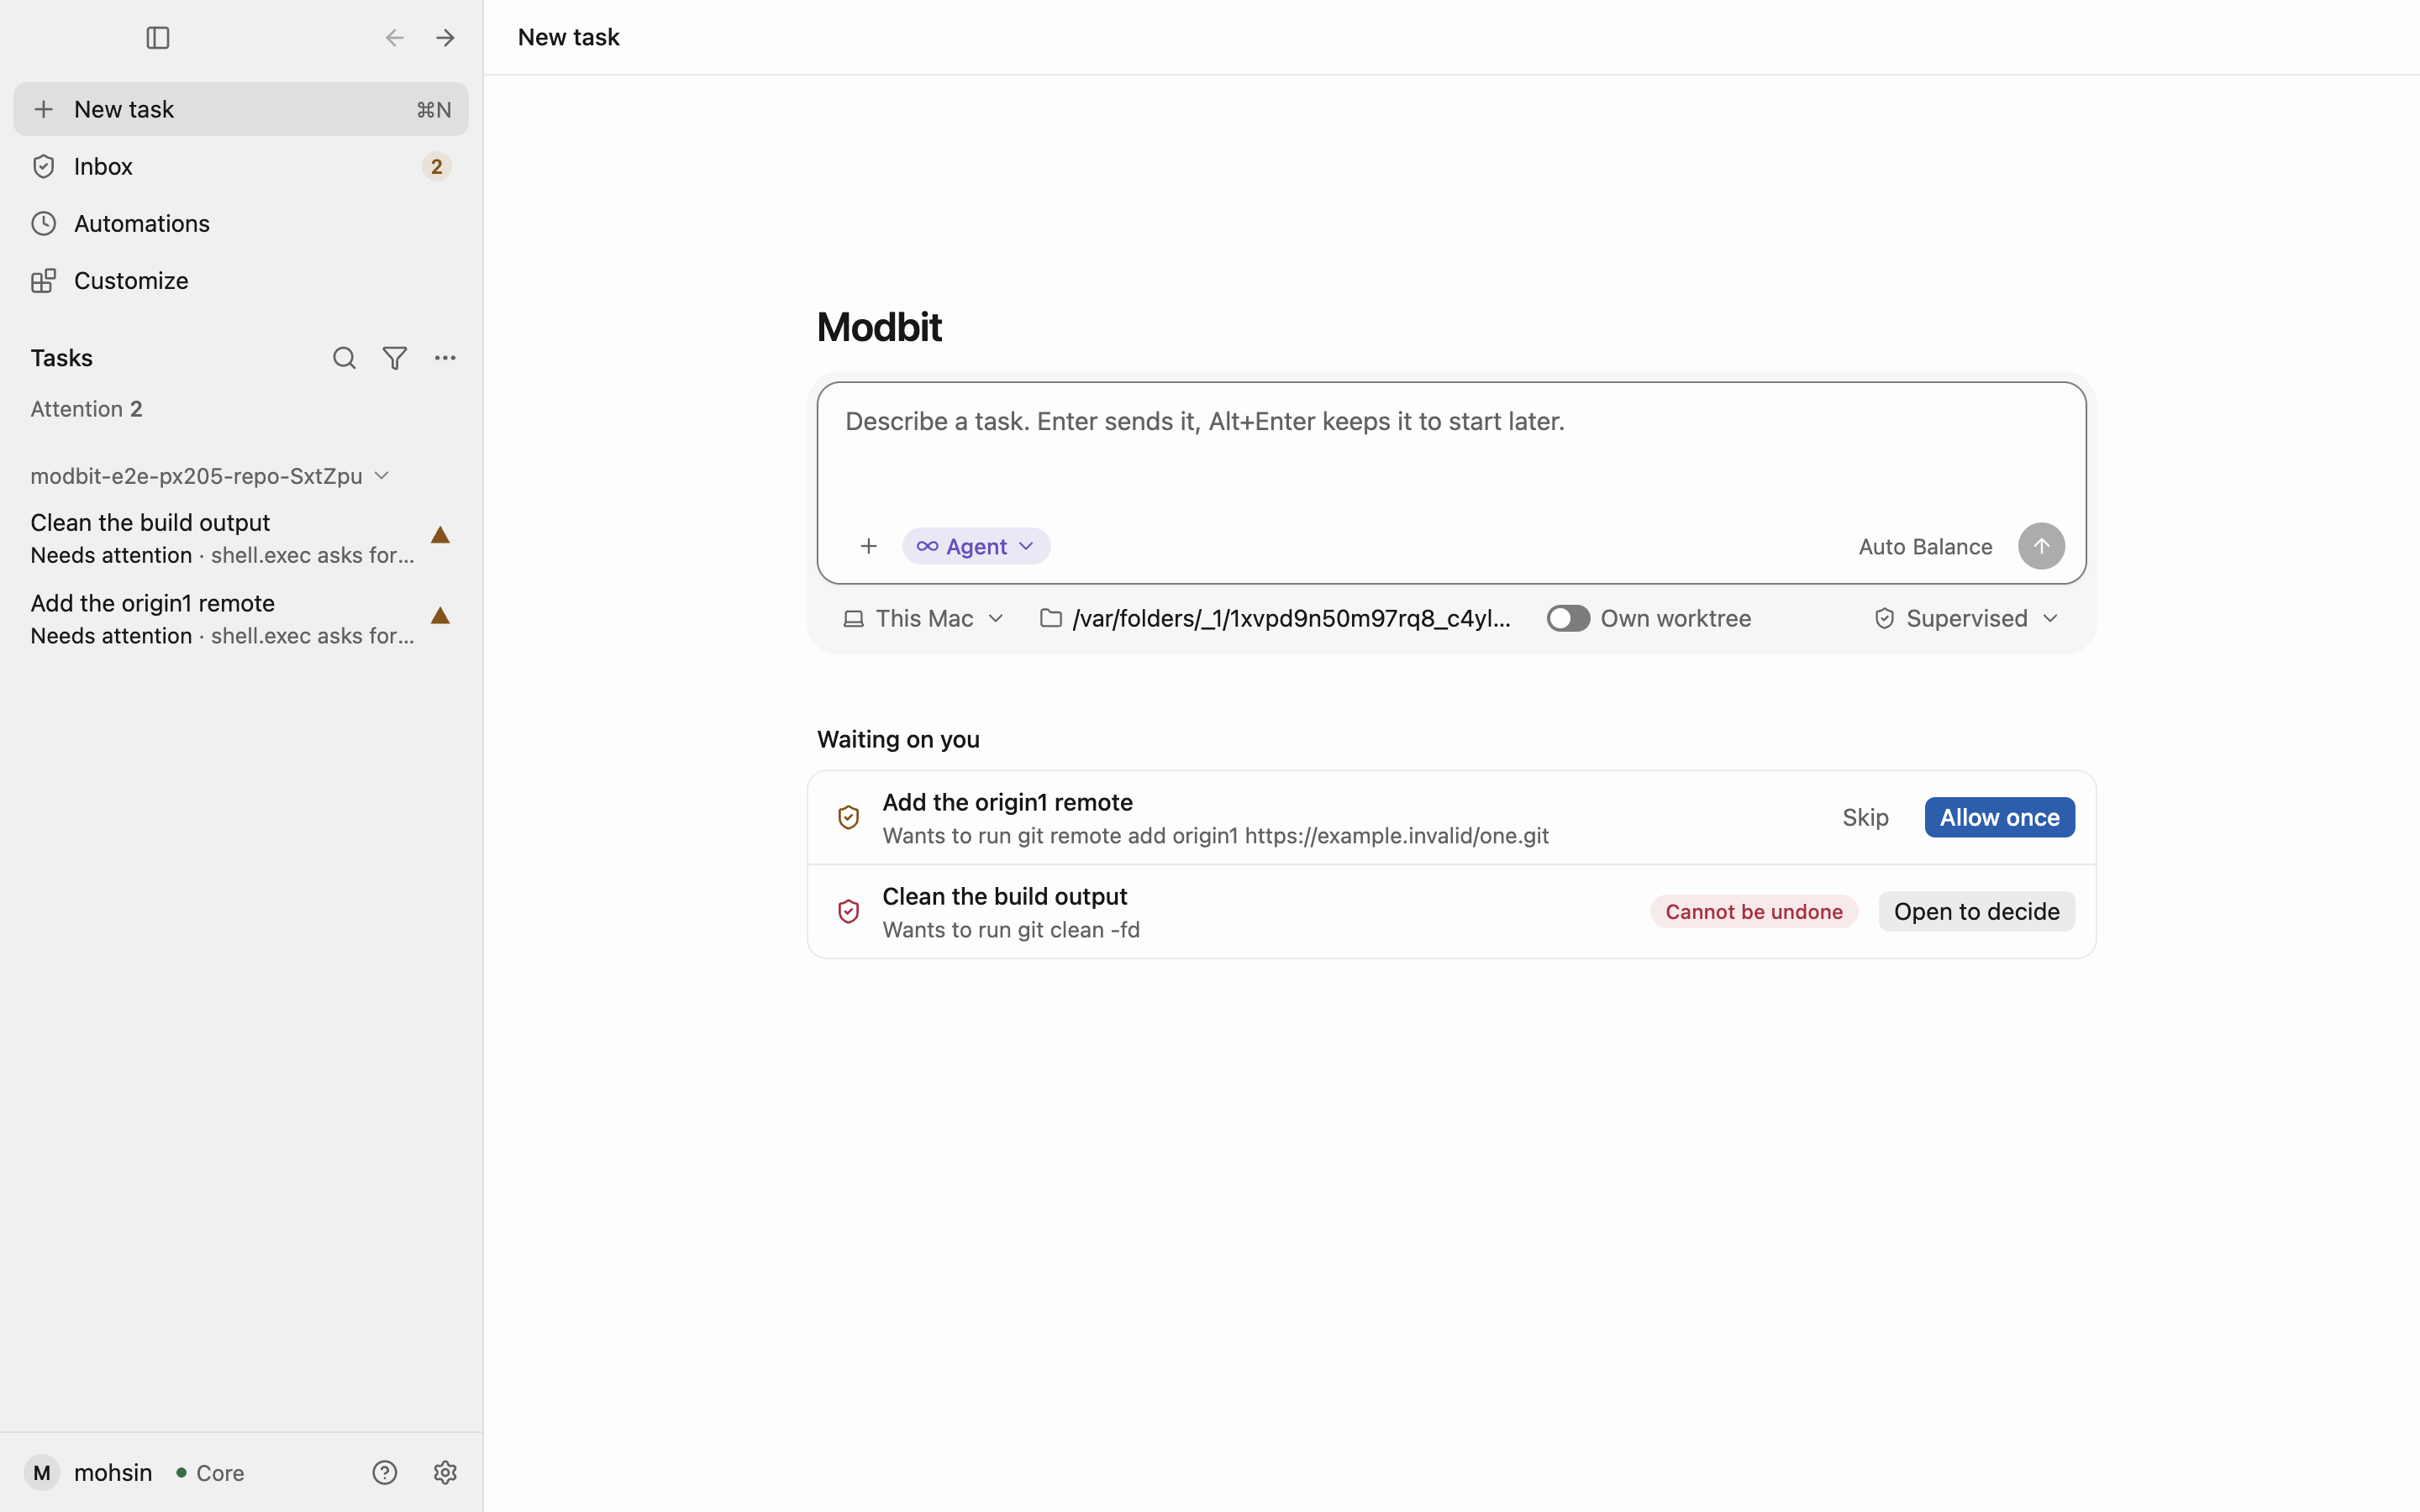 New task
New task ⌘N
Inbox 2
Automations
Customize
Tasks
Attention 2
modbit-e2e-px205-repo-SxtZpu
Clean the build output
Needs attention · shell.exec asks for...
Add the origin1 remote
Needs attention · shell.exec asks for...
Modbit
Describe a task. Enter sends it, Alt+Enter keeps it to start later.
Agent
Auto Balance
This Mac
/var/folders/_1/1xvpd9n50m97rq8_c4yl...
Own worktree
Supervised
Waiting on you
Add the origin1 remote
Wants to run git remote add origin1 https://example.invalid/one.git
Skip
Allow once
Clean the build output
Wants to run git clean -fd
Cannot be undone
Open to decide
M mohsin Core